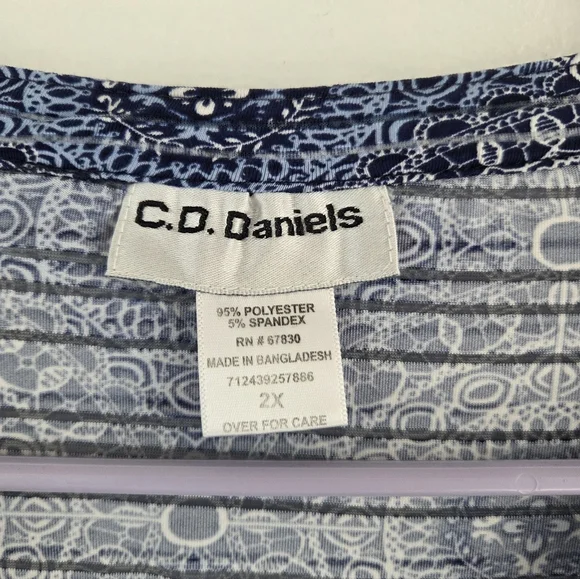 C.D. Daniels
95% POLYESTER
5% SPANDEX
RN # 67830
MADE IN BANGLADESH
712439257886
2X
OVER FOR CARE